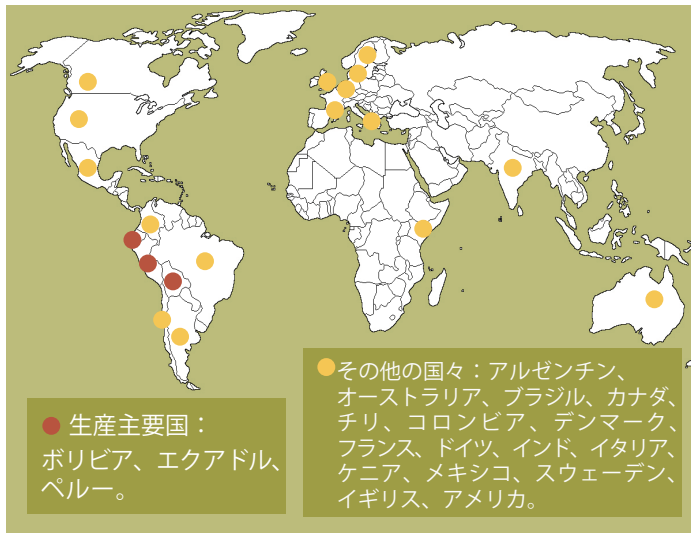 生産主要国：
ボリビア、エクアドル、
ペルー。
その他の国々：アルゼンチン、
オーストラリア、ブラジル、カナダ、
チリ、コロンビア、デンマーク、
フランス、ドイツ、インド、イタリア、
ケニア、メキシコ、スウェーデン、
イギリス、アメリカ。